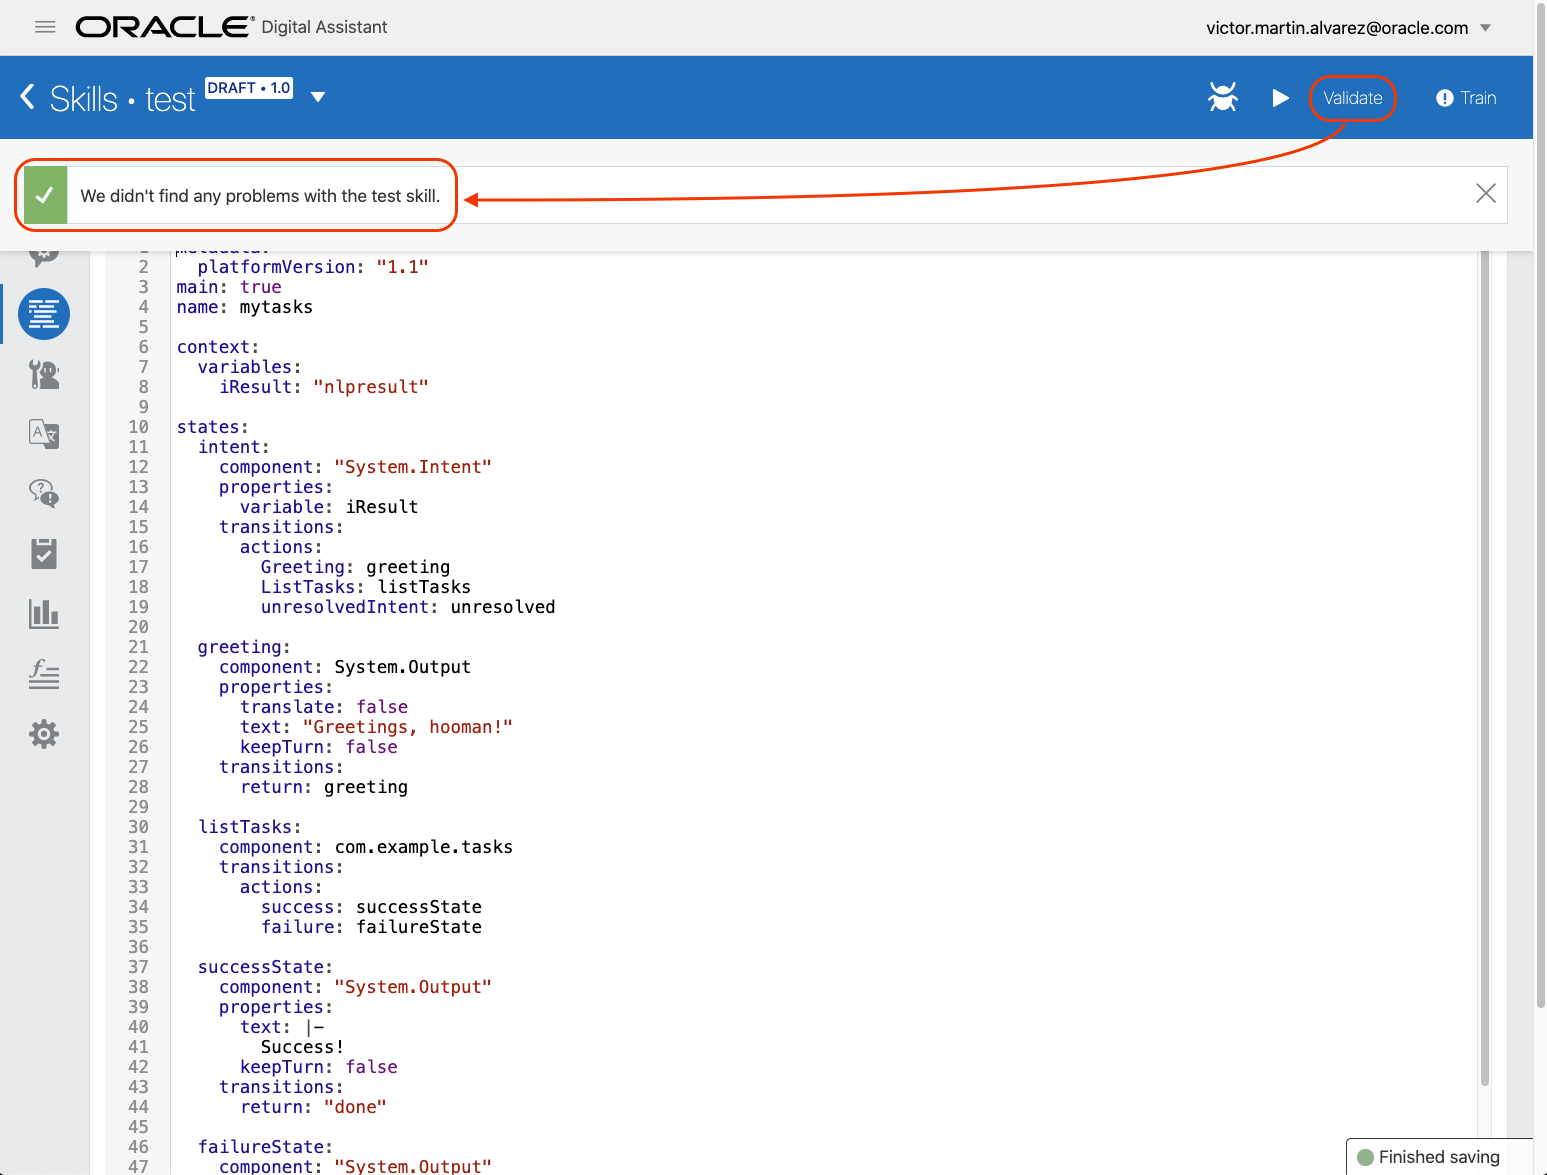 ORACLE® Digital Assistant
victor.martin.alvarez@oracle.com
Skills • test DRAFT • 1.0
Validate
Train
We didn't find any problems with the test skill.
1 metadata:
2   platformVersion: "1.1"
3 main: true
4 name: mytasks
5
6 context:
7   variables:
8     iResult: "nlpresult"
9
10 states:
11   intent:
12     component: "System.Intent"
13     properties:
14       variable: iResult
15     transitions:
16       actions:
17         Greeting: greeting
18         ListTasks: listTasks
19         unresolvedIntent: unresolved
20
21   greeting:
22     component: System.Output
23     properties:
24       translate: false
25       text: "Greetings, hooman!"
26       keepTurn: false
27     transitions:
28       return: greeting
29
30   listTasks:
31     component: com.example.tasks
32     transitions:
33       actions:
34         success: successState
35         failure: failureState
36
37   successState:
38     component: "System.Output"
39     properties:
40       text: |-
41         Success!
42       keepTurn: false
43     transitions:
44       return: "done"
45
46   failureState:
47     component: "System.Output"
Finished saving